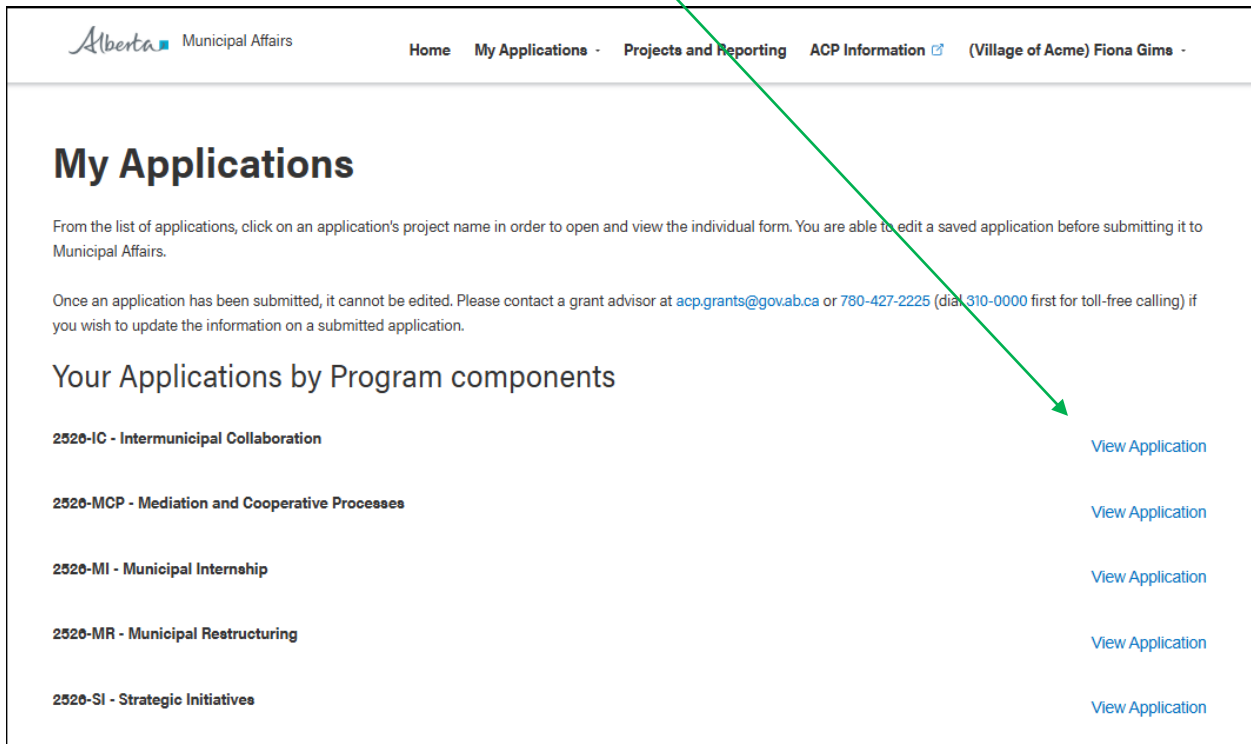 Alberta Municipal Affairs
Home My Applications - Projects and Reporting ACP Information (Village of Acme) Fiona Gims -
My Applications
From the list of applications, click on an application's project name in order to open and view the individual form. You are able to edit a saved application before submitting it to
Municipal Affairs.
Once an application has been submitted, it cannot be edited. Please contact a grant advisor at acp.grants@gov.ab.ca or 780-427-2225 (dial 310-0000 first for toll-free calling) if
you wish to update the information on a submitted application.
Your Applications by Program components
2526-IC - Intermunicipal Collaboration View Application
2526-MCP - Mediation and Cooperative Processes View Application
2526-MI - Municipal Internship View Application
2526-MR - Municipal Restructuring View Application
2526-SI - Strategic Initiatives View Application